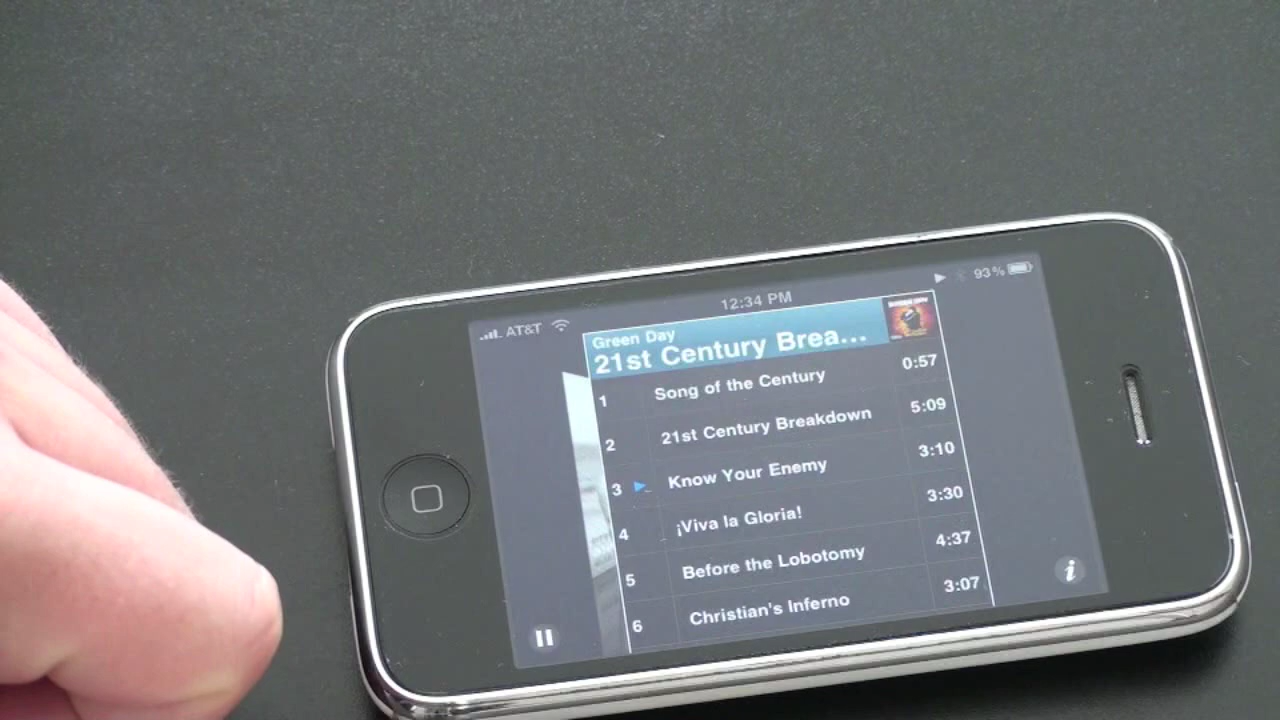 AT&T
12:34 PM
93%
Green Day
21st Century Brea...
1 Song of the Century 0:57
2 21st Century Breakdown 5:09
3 Know Your Enemy 3:10
4 ¡Viva la Gloria! 3:30
5 Before the Lobotomy 4:37
6 Christian's Inferno 3:07
i